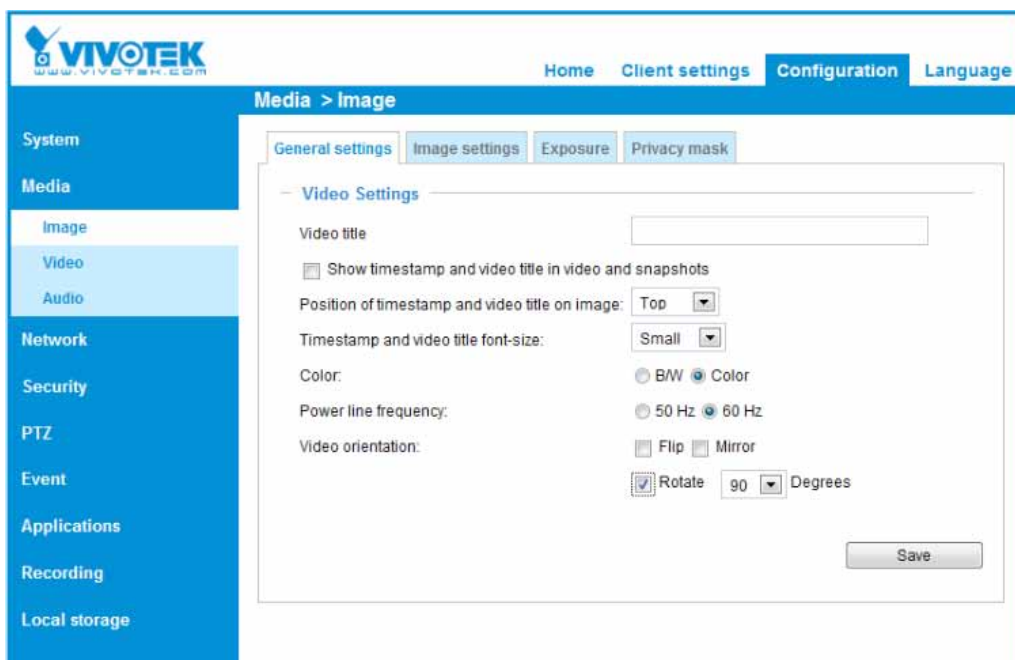 VIVOTEK
www.vivotek.com
Home Client settings Configuration Language
Media > Image
System
Media
Image
Video
Audio
Network
Security
PTZ
Event
Applications
Recording
Local storage
General settings Image settings Exposure Privacy mask
Video Settings
Video title
Show timestamp and video title in video and snapshots
Position of timestamp and video title on image: Top
Timestamp and video title font-size: Small
Color: B/W Color
Power line frequency: 50 Hz 60 Hz
Video orientation: Flip Mirror
Rotate 90 Degrees
Save